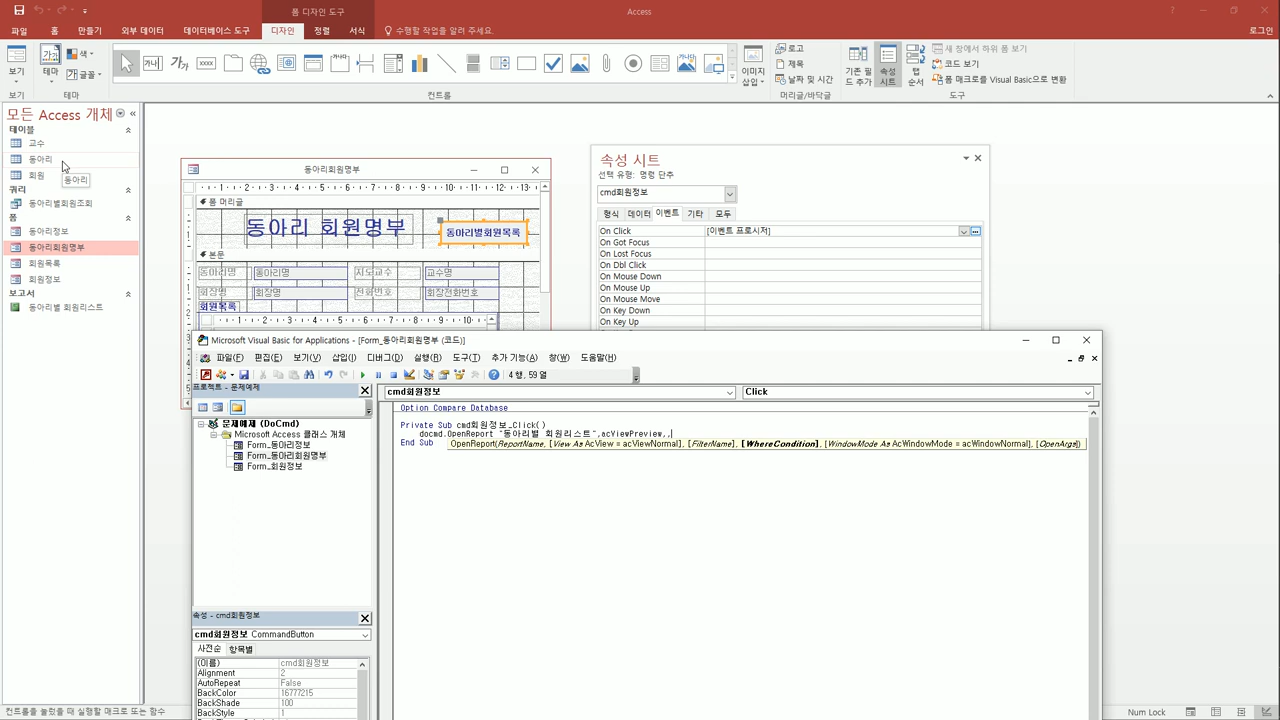 폼 디자인 도구
Access
파일 홈 만들기 외부 데이터 데이터베이스 도구 디자인 정렬 서식 수행할 작업을 알려 주세요.
로그인
보기
테마
색
글꼴
이미지 삽입
로고
제목
날짜 및 시간
기존 필드 추가
속성 시트
탭 순서
새 창에서 하위 폼 보기
코드 보기
폼 매크로를 Visual Basic으로 변환
보기 테마 컨트롤 머리글/바닥글 도구
모든 Access 개체
테이블
교수
동아리
회원
동아리
쿼리
동아리별회원조회
폼
동아리정보
동아리회원명부
회원목록
회원정보
보고서
동아리별 회원리스트
동아리회원명부
폼 머리글
동아리 회원명부
동아리별회원목록
본문
동아리명 동아리명 지도교수 교수명
회장명 회장명 전화번호 회장전화번호
회원목록
속성 시트
선택 유형: 명령 단추
cmd회원정보
형식 데이터 이벤트 기타 모두
On Click [이벤트 프로시저]
On Got Focus
On Lost Focus
On Dbl Click
On Mouse Down
On Mouse Up
On Mouse Move
On Key Down
On Key Up
Microsoft Visual Basic for Applications - [Form_동아리회원명부 (코드)]
파일(F) 편집(E) 보기(V) 삽입(I) 디버그(D) 실행(R) 도구(T) 추가 기능(A) 창(W) 도움말(H)
4 행, 59 열
프로젝트 - 문제예제
문제예제 (DoCmd)
Microsoft Access 클래스 개체
Form_동아리정보
Form_동아리회원명부
Form_회원정보
cmd회원정보
Click
Option Compare Database
Private Sub cmd회원정보_Click()
docmd.OpenReport "동아리별 회원리스트",acViewPreview,,
End Sub
OpenReport(ReportName, [View As AcView = acViewNormal], [FilterName], [WhereCondition], [WindowMode As AcWindowMode = acWindowNormal], [OpenArgs])
속성 - cmd회원정보
cmd회원정보 CommandButton
사전순 항목별
(이름) cmd회원정보
Alignment 2
AutoRepeat False
BackColor 16777215
BackShade 100
BackStyle 1
컨트롤을 눌렀을 때 실행할 매크로 또는 함수
Num Lock